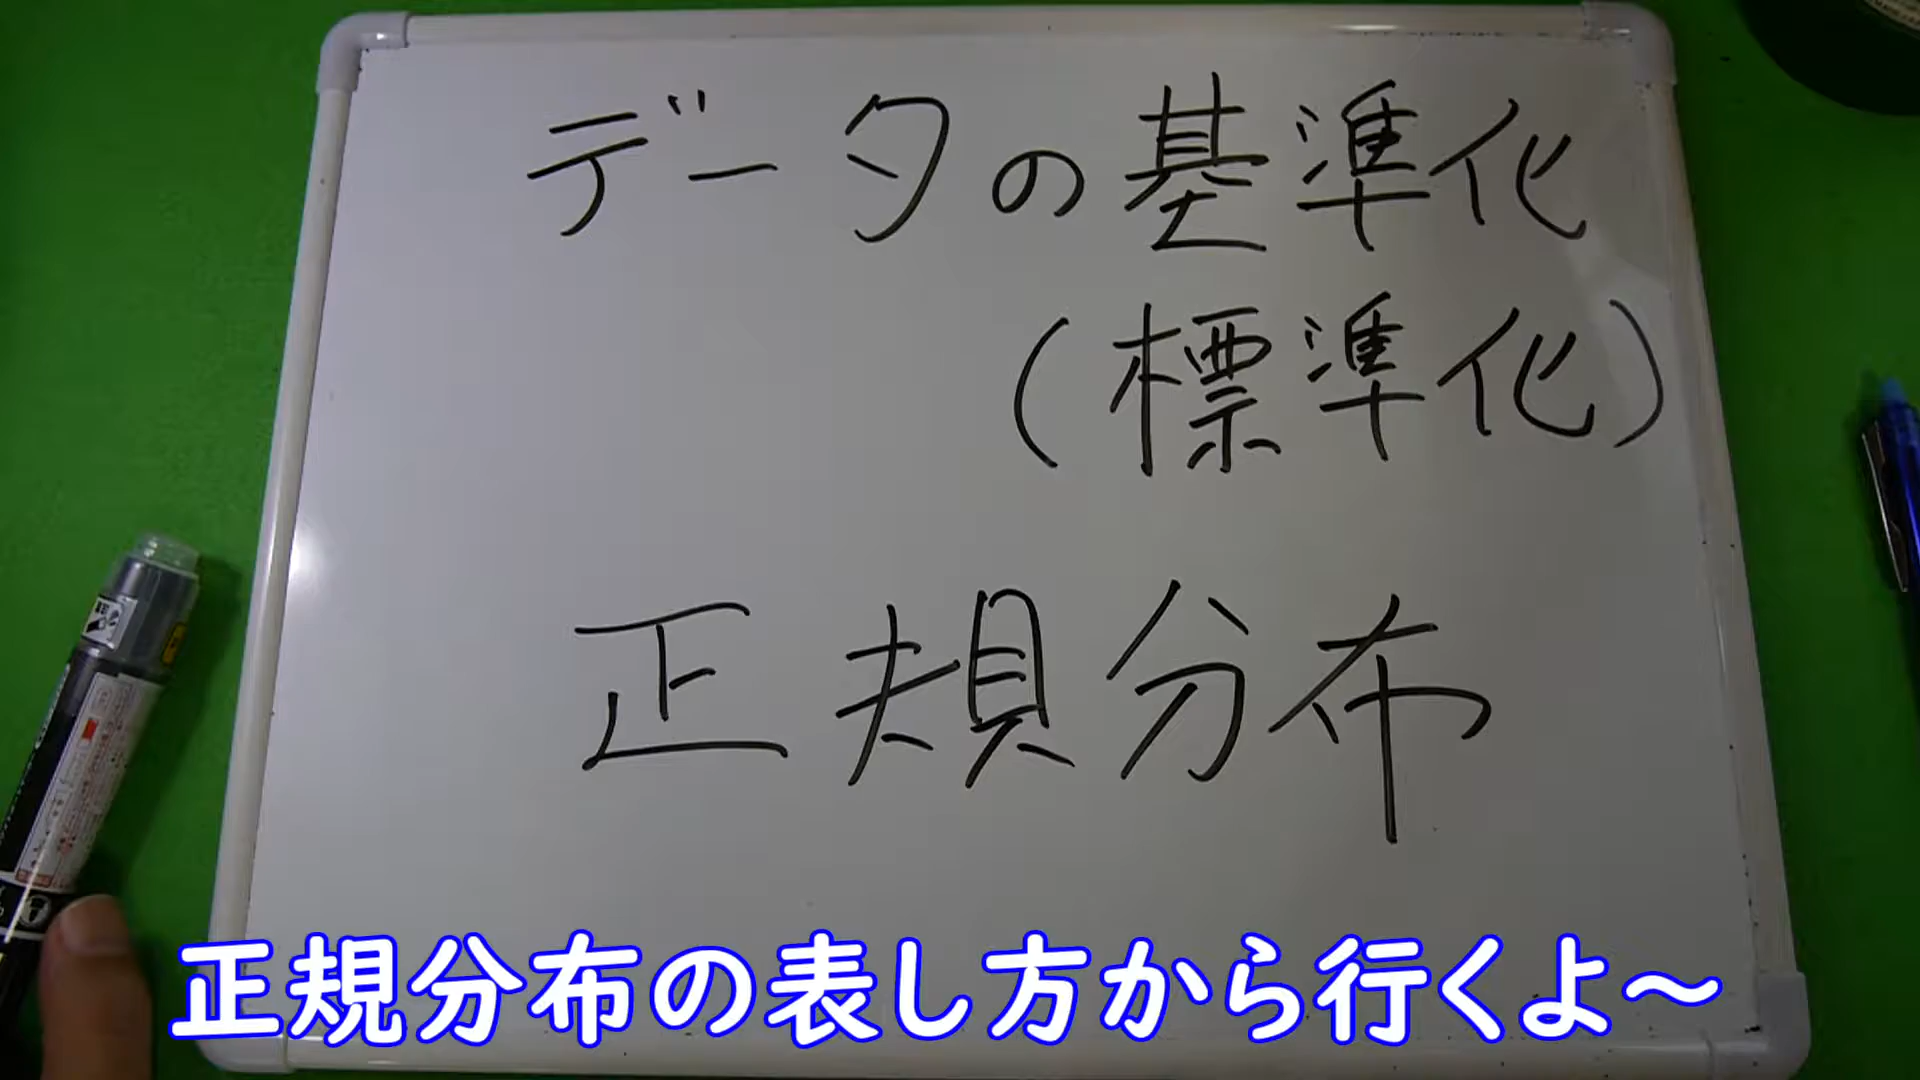 データの基準化
(標準化)
正規分布
正規分布の表し方から行くよ〜